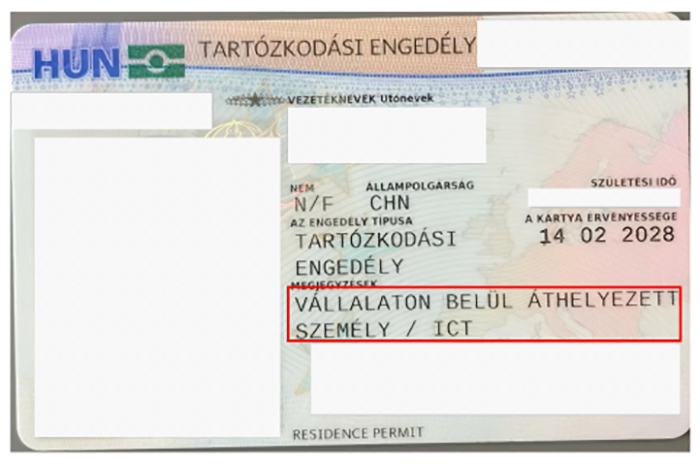 HUN
TARTÓZKODÁSI ENGEDÉLY
VEZETÉKNEVEK Utónevek
NEM
ÁLLAMPOLGÁRSÁG
SZÜLETÉSI IDŐ
N/F
CHN
AZ ENGEDÉLY TÍPUSA
A KÁRTYA ÉRVÉNYESSÉGE
TARTÓZKODÁSI
14 02 2028
ENGEDÉLY
MEGJEGYZÉSEK
VÁLLALATON BELÜL ÁTHELYEZETT
SZEMÉLY / ICT
RESIDENCE PERMIT